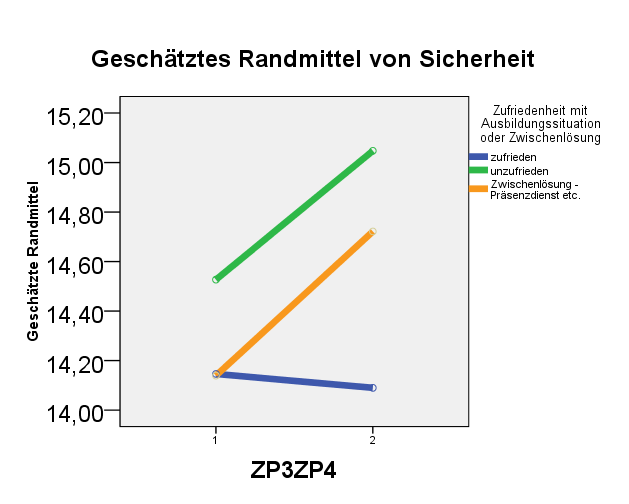 Geschätztes Randmittel von Sicherheit
Geschätzte Randmittel
15,20
15,00
14,80
14,60
14,40
14,20
14,00
1
2
ZP3ZP4
Zufriedenheit mit
Ausbildungssituation
oder Zwischenlösung
zufrieden
unzufrieden
Zwischenlösung -
Präsenzdienst etc.